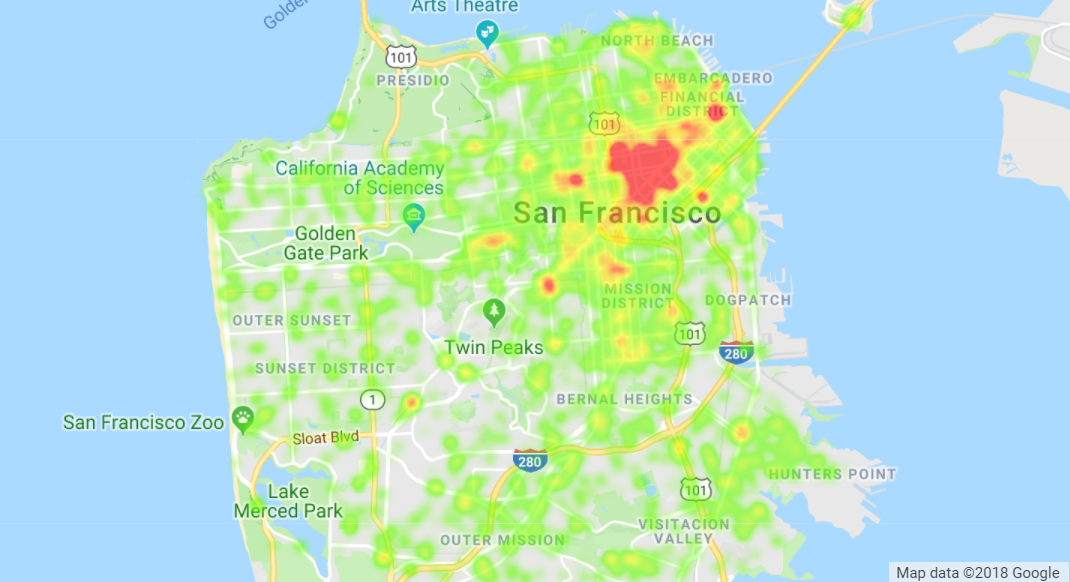 Golden
Arts Theatre
NORTH BEACH
101
PRESIDIO
EMBARCADERO
FINANCIAL
DISTRICT
101
California Academy
of Sciences
San Francisco
Golden
Gate Park
MISSION
DISTRICT
DOGPATCH
OUTER SUNSET
101
Twin Peaks
280
SUNSET DISTRICT
1
BERNAL HEIGHTS
San Francisco Zoo
Sloat Blvd
280
HUNTERS POINT
101
Lake
Merced Park
VISITACION
VALLEY
OUTER MISSION
Map data ©2018 Google